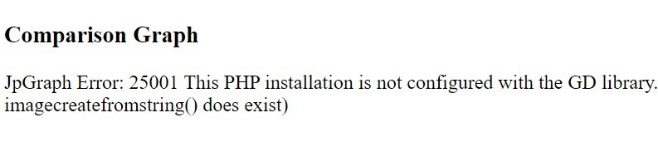 Comparison Graph
JpGraph Error: 25001 This PHP installation is not configured with the GD library.
imagecreatefromstring() does exist)